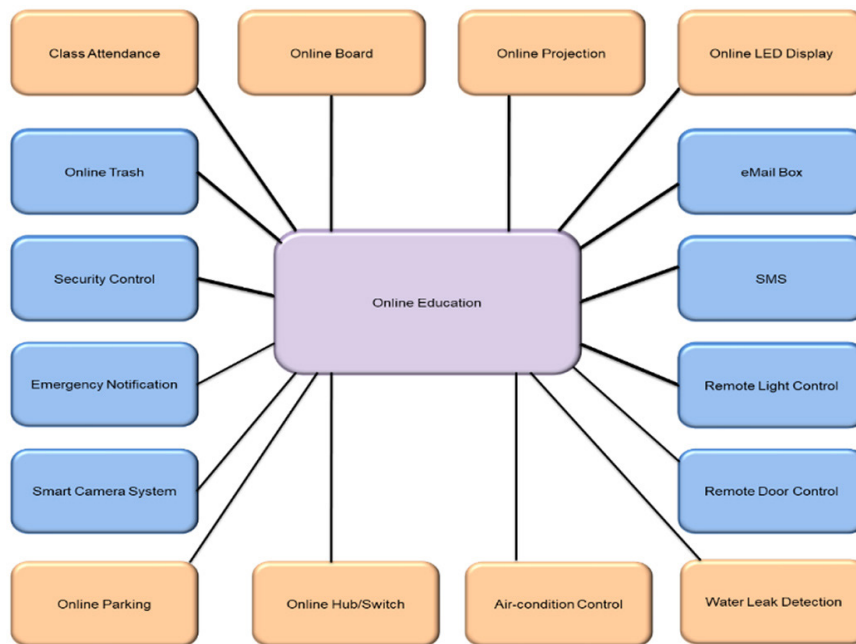 Class Attendance
Online Board
Online Projection
Online LED Display
Online Trash
eMail Box
Security Control
SMS
Online Education
Emergency Notification
Remote Light Control
Smart Camera System
Remote Door Control
Online Parking
Online Hub/Switch
Air-condition Control
Water Leak Detection